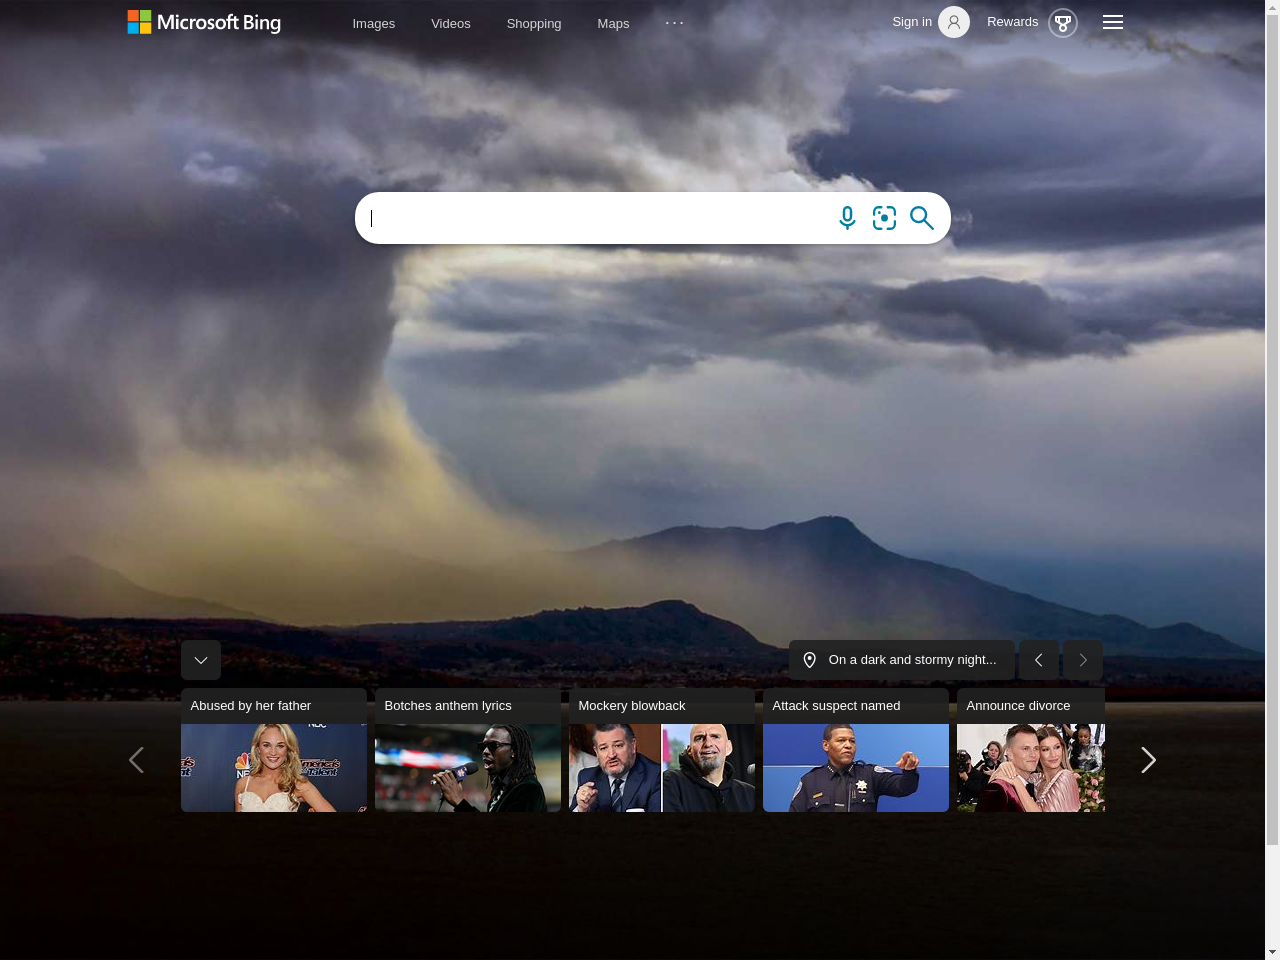 Microsoft Bing
Images
Videos
Shopping
Maps
Sign in
Rewards
On a dark and stormy night...
Abused by her father
Botches anthem lyrics
Mockery blowback
Attack suspect named
Announce divorce